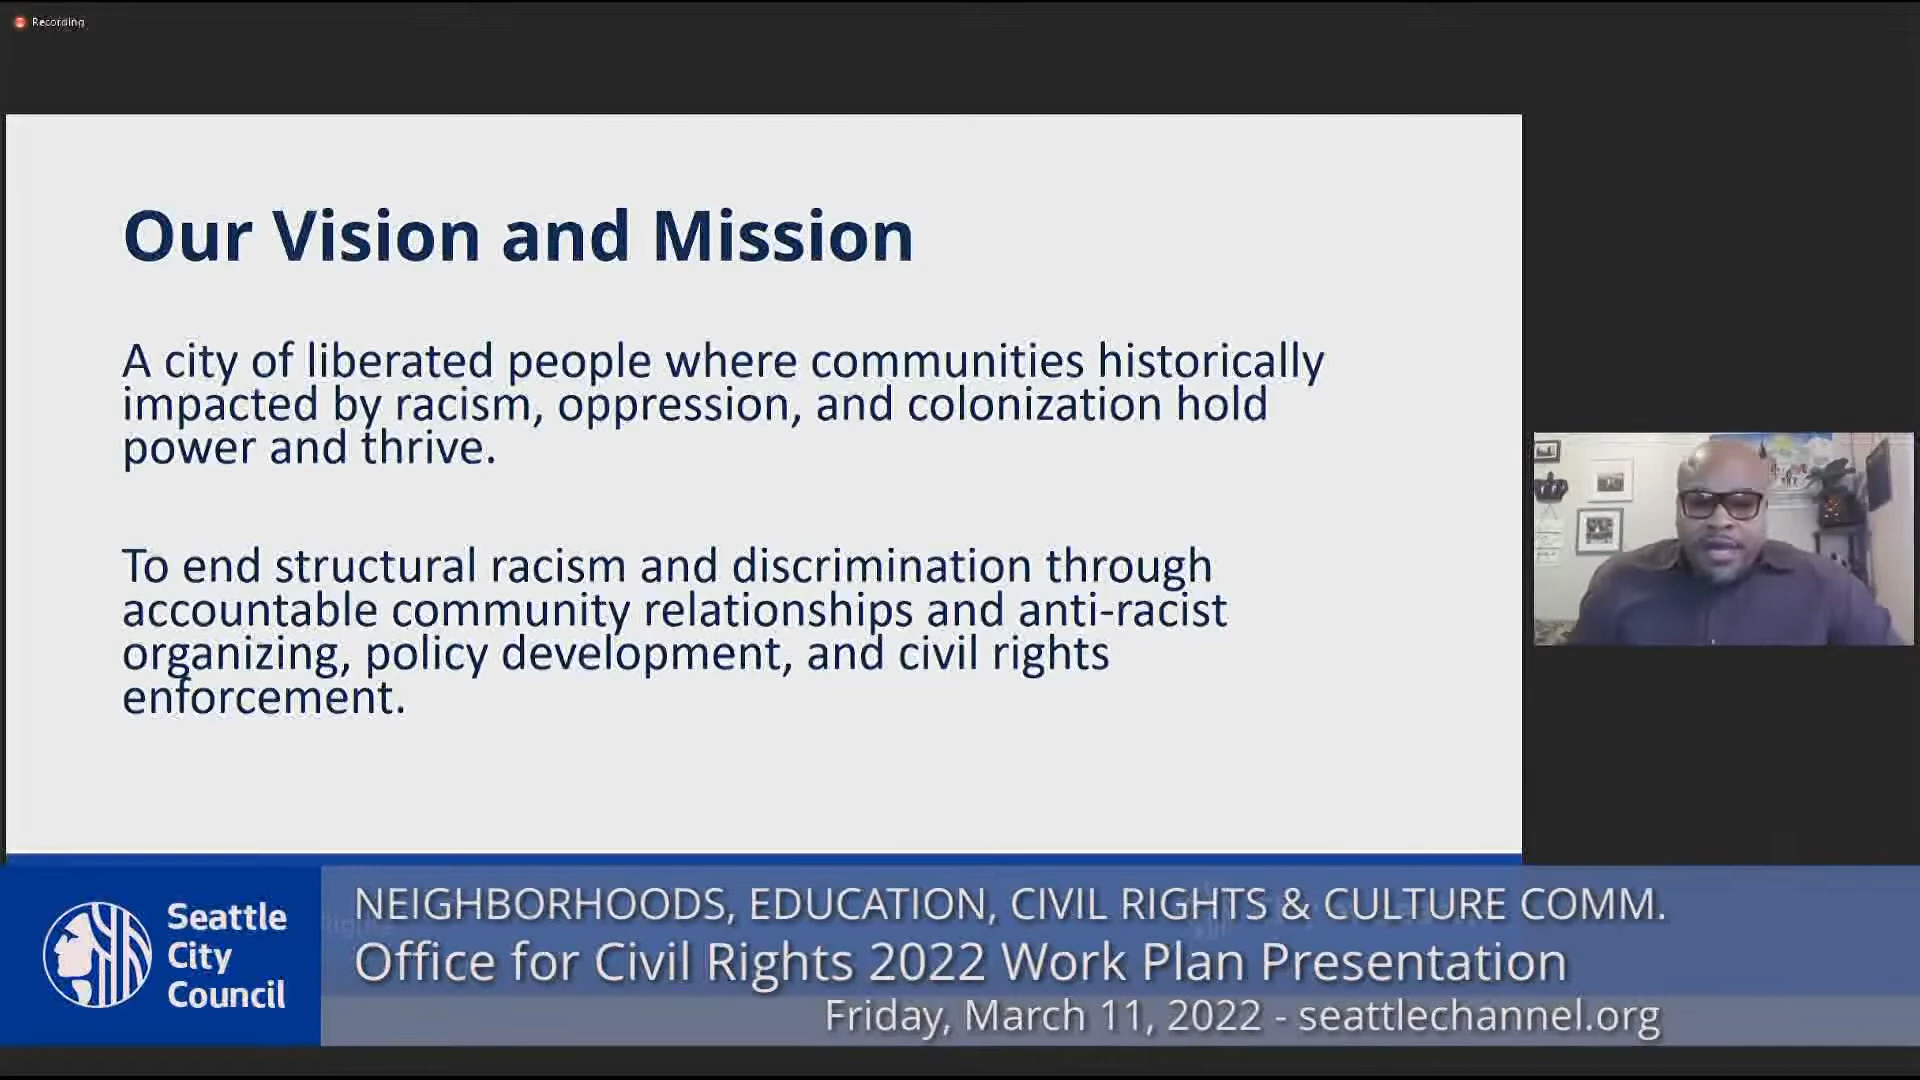 Recording
Our Vision and Mission
A city of liberated people where communities historically
impacted by racism, oppression, and colonization hold
power and thrive.
To end structural racism and discrimination through
accountable community relationships and anti-racist
organizing, policy development, and civil rights
enforcement.
Seattle
City
Council
NEIGHBORHOODS, EDUCATION, CIVIL RIGHTS & CULTURE COMM.
Office for Civil Rights 2022 Work Plan Presentation
Friday, March 11, 2022 - seattlechannel.org